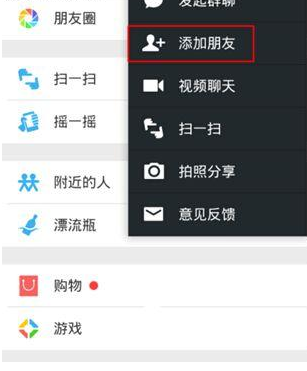 发起群聊
朋友圈
添加朋友
视频聊天
扫一扫
扫一扫
摇一摇
拍照分享
附近的人
意见反馈
漂流瓶
购物
游戏